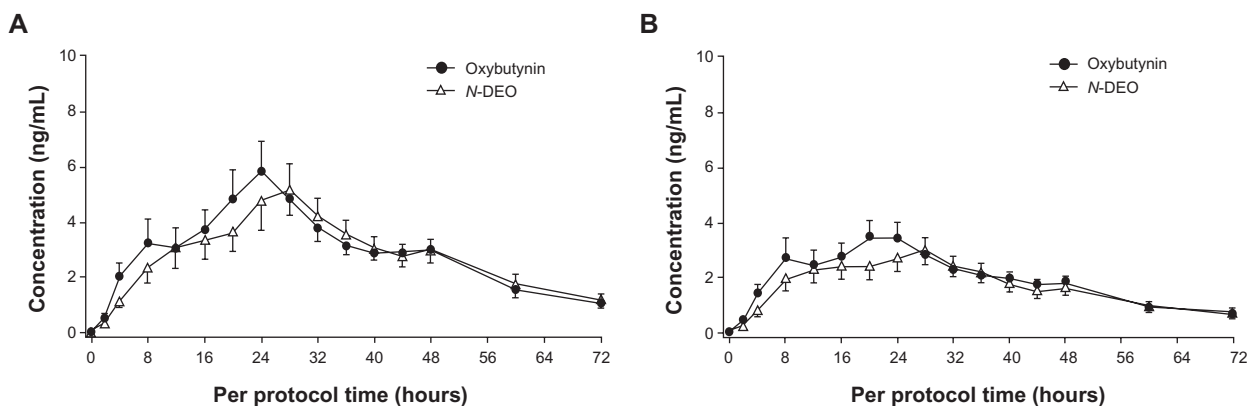 A
10
8
6
4
2
0
Concentration (ng/mL)
Oxybutynin
N-DEO
0 8 16 24 32 40 48 56 64 72
Per protocol time (hours)
B
10
8
6
4
2
0
Concentration (ng/mL)
Oxybutynin
N-DEO
0 8 16 24 32 40 48 56 64 72
Per protocol time (hours)